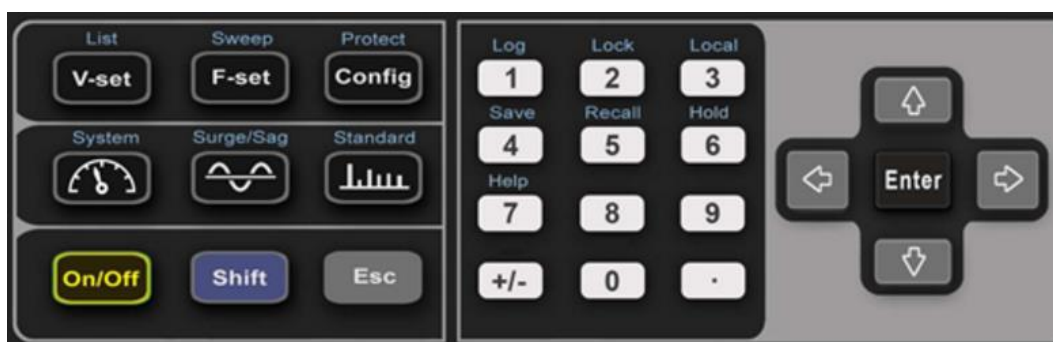 List Sweep Protect
V-set F-set Config
System Surge/Sag Standard
On/Off Shift Esc
Log Lock Local
1 2 3
Save Recall Hold
4 5 6
Help
7 8 9
+/- 0 .
Enter